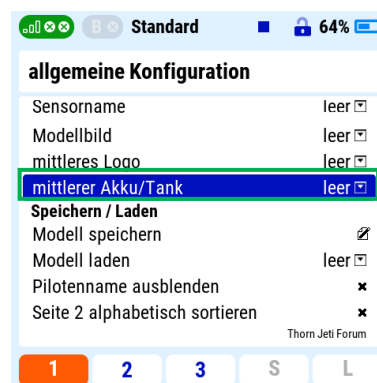 B Standard 64%
allgemeine Konfiguration
Sensorname leer
Modellbild leer
mittleres Logo leer
mittlerer Akku/Tank leer
Speichern / Laden
Modell speichern
Modell laden leer
Pilotenname ausblenden
Seite 2 alphabetisch sortieren
Thorn Jeti Forum
1 2 3 S L